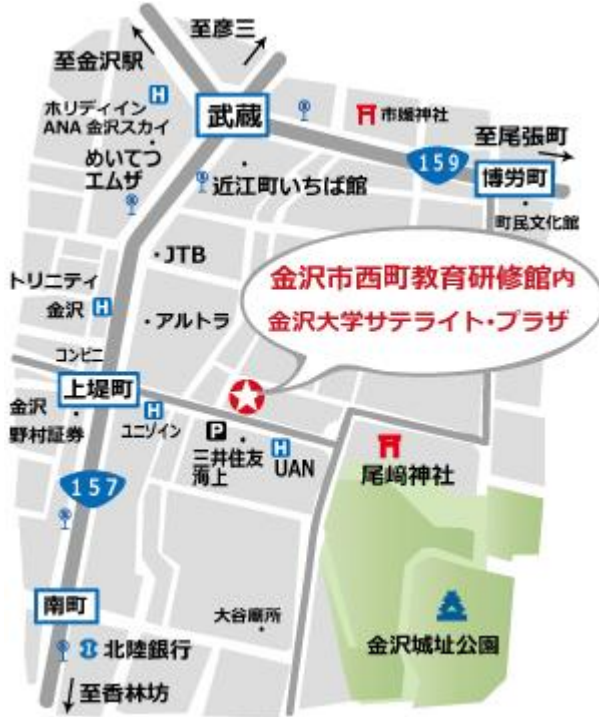 至彦三
至金沢駅
H
ホリディイン
ANA 金沢スカイ
武蔵
市媛神社
至尾張町
159
博労町
めいてつ
エムザ
近江町いちば館
町民文化館
・JTB
金沢市西町教育研修館内
金沢大学サテライト・プラザ
トリニティ
金沢 H
・アルトラ
コンビニ
上堤町
金沢
野村証券
H
ユニゾイン
P
三井住友
海上
H
UAN
尾﨑神社
157
南町
大谷廟所
金沢城址公園
北陸銀行
至香林坊